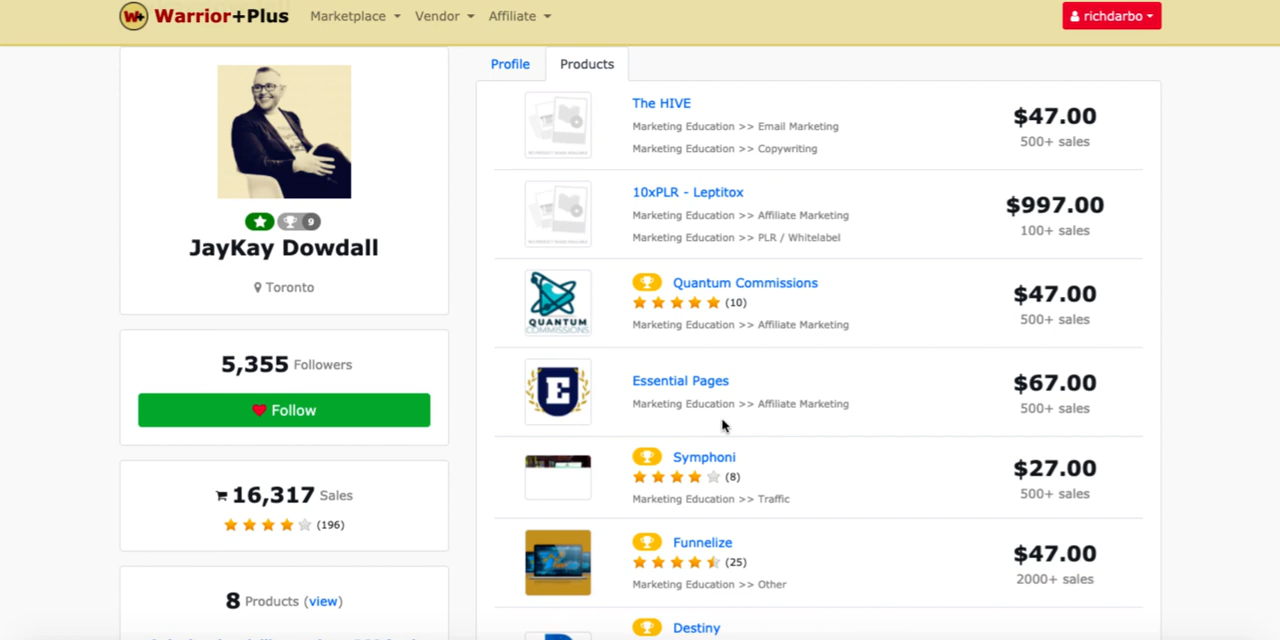 W+ Warrior+Plus
Marketplace
Vendor
Affiliate
richdarbo
9
JayKay Dowdall
Toronto
5,355 Followers
Follow
16,317 Sales
(196)
8 Products (view)
Profile
Products
The HIVE
Marketing Education >> Email Marketing
Marketing Education >> Copywriting
$47.00
500+ sales
10xPLR - Leptitox
Marketing Education >> Affiliate Marketing
Marketing Education >> PLR / Whitelabel
$997.00
100+ sales
QUANTUM
COMMISSIONS
Quantum Commissions
(10)
Marketing Education >> Affiliate Marketing
$47.00
500+ sales
E
Essential Pages
Marketing Education >> Affiliate Marketing
$67.00
500+ sales
Symphoni
(8)
Marketing Education >> Traffic
$27.00
500+ sales
Funnelize
(25)
Marketing Education >> Other
$47.00
2000+ sales
Destiny